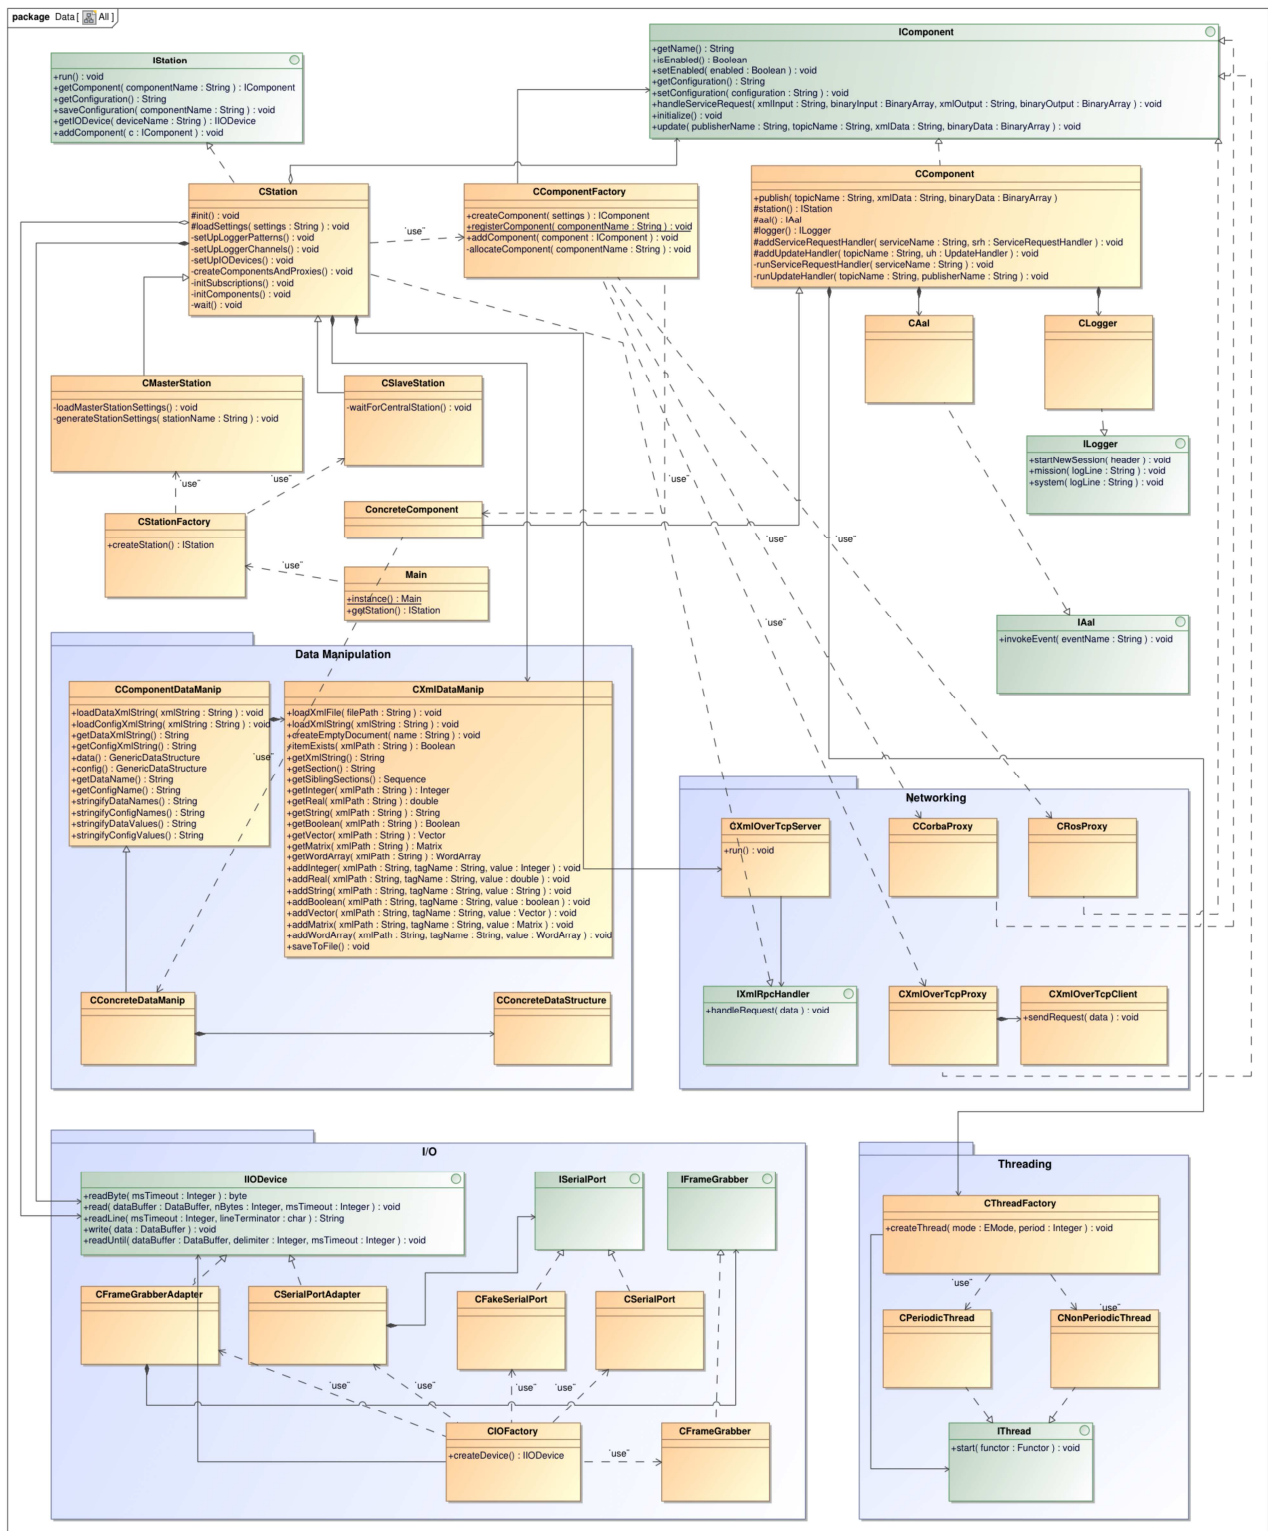 package Data [ All ]
IStation
+run() : void
+getComponent( componentName : String ) : IComponent
+getConfiguration() : String
+saveConfiguration( componentName : String ) : void
+getIODevice( deviceName : String ) : IIODevice
+addComponent( c : IComponent ) : void
IComponent
+getName() : String
+isEnabled() : Boolean
+setEnabled( enabled : Boolean ) : void
+getConfiguration() : String
+setConfiguration( configuration : String ) : void
+handleServiceRequest( xmlInput : String, binaryInput : BinaryArray, xmlOutput : String, binaryOutput : BinaryArray ) : void
+initialize() : void
+update( publisherName : String, topicName : String, xmlData : String, binaryData : BinaryArray ) : void
CStation
#init() : void
#loadSettings( settings : String ) : void
-setUpLoggerPatterns() : void
-setUpLoggerChannels() : void
-setUpIODevices() : void
-createComponentsAndProxies() : void
-initSubscriptions() : void
-initComponents() : void
-wait() : void
"use"
CComponentFactory
+createComponent( settings ) : IComponent
+registerComponent( componentName : String ) : void
+addComponent( component : IComponent ) : void
-allocateComponent( componentName : String ) : void
CComponent
+publish( topicName : String, xmlData : String, binaryData : BinaryArray )
#station() : IStation
#aal() : IAal
#logger() : ILogger
#addServiceRequestHandler( serviceName : String, srh : ServiceRequestHandler ) : void
#addUpdateHandler( topicName : String, uh : UpdateHandler ) : void
-runServiceRequestHandler( serviceName : String ) : void
-runUpdateHandler( topicName : String, publisherName : String ) : void
CAal
CLogger
CMasterStation
-loadMasterStationSettings() : void
-generateStationSettings( stationName : String ) : void
CSlaveStation
-waitForCentralStation() : void
ILogger
+startNewSession( header ) : void
+mission( logLine : String ) : void
+system( logLine : String ) : void
"use"
"use"
"use"
CStationFactory
+createStation() : IStation
ConcreteComponent
"use"
"use"
"use"
Main
+instance() : Main
+getStation() : IStation
"use"
IAal
+invokeEvent( eventName : String ) : void
Data Manipulation
CComponentDataManip
+loadDataXmlString( xmlString : String ) : void
+loadConfigXmlString( xmlString : String ) : void
+getDataXmlString() : String
+getConfigXmlString() : String
+data() : GenericDataStructure
+config() : GenericDataStructure
+getDataName() : String
+getConfigName() : String
+stringifyDataNames() : String
+stringifyConfigNames() : String
+stringifyDataValues() : String
+stringifyConfigValues() : String
"use"
CXmlDataManip
+loadXmlFile( filePath : String ) : void
+loadXmlString( xmlString : String ) : void
+createEmptyDocument( name : String ) : void
+itemExists( xmlPath : String ) : Boolean
+getXmlString() : String
+getSection() : String
+getSiblingSections() : Sequence
+getInteger( xmlPath : String ) : Integer
+getReal( xmlPath : String ) : double
+getString( xmlPath : String ) : String
+getBoolean( xmlPath : String ) : Boolean
+getVector( xmlPath : String ) : Vector
+getMatrix( xmlPath : String ) : Matrix
+getWordArray( xmlPath : String ) : WordArray
+addInteger( xmlPath : String, tagName : String, value : Integer ) : void
+addReal( xmlPath : String, tagName : String, value : double ) : void
+addString( xmlPath : String, tagName : String, value : String ) : void
+addBoolean( xmlPath : String, tagName : String, value : boolean ) : void
+addVector( xmlPath : String, tagName : String, value : Vector ) : void
+addMatrix( xmlPath : String, tagName : String, value : Matrix ) : void
+addWordArray( xmlPath : String, tagName : String, value : WordArray ) : void
+saveToFile() : void
CConcreteDataManip
CConcreteDataStructure
Networking
CXmlOverTcpServer
+run() : void
CCorbaProxy
CRosProxy
IXmlRpcHandler
+handleRequest( data ) : void
CXmlOverTcpProxy
CXmlOverTcpClient
+sendRequest( data ) : void
I/O
IIODevice
+readByte( msTimeout : Integer ) : byte
+read( dataBuffer : DataBuffer, nBytes : Integer, msTimeout : Integer ) : void
+readLine( msTimeout : Integer, lineTerminator : char ) : String
+write( data : DataBuffer ) : void
+readUntil( dataBuffer : DataBuffer, delimiter : Integer, msTimeout : Integer ) : void
ISerialPort
IFrameGrabber
CFrameGrabberAdapter
CSerialPortAdapter
CFakeSerialPort
CSerialPort
"use"
"use"
"use"
"use"
CIOFactory
+createDevice() : IIODevice
"use"
CFrameGrabber
Threading
CThreadFactory
+createThread( mode : EMode, period : Integer ) : void
"use"
"use"
CPeriodicThread
CNonPeriodicThread
IThread
+start( functor : Functor ) : void